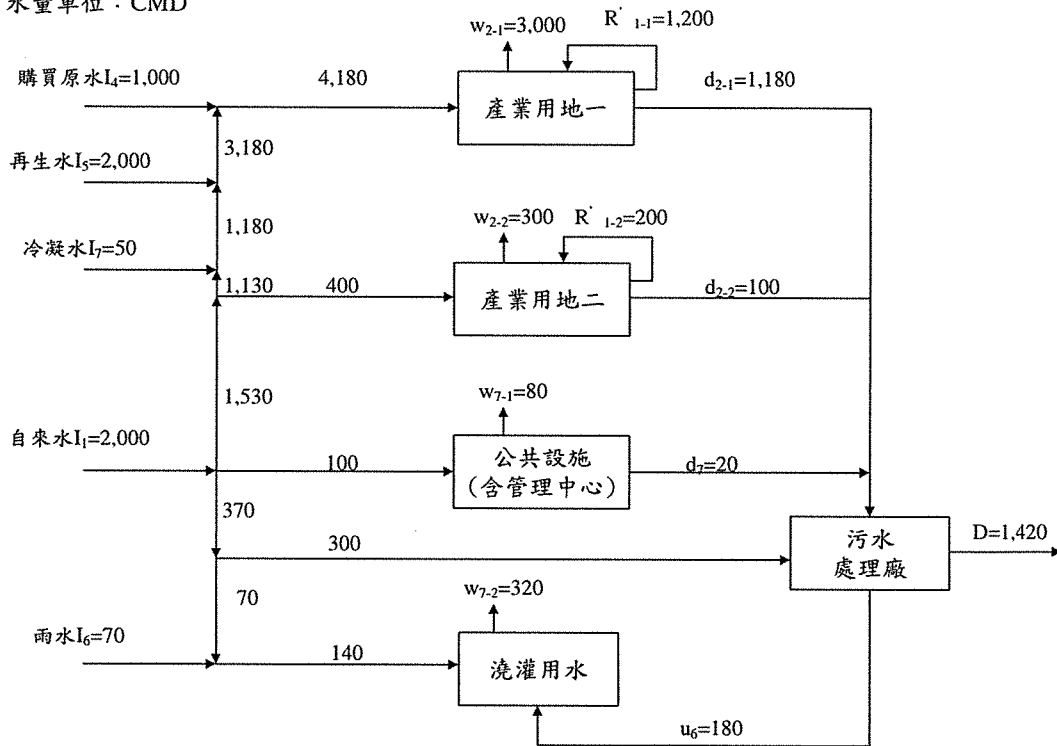 水量單位：CMD
w2-1=3,000
R' 1-1=1,200
購買原水I4=1,000
4,180
產業用地一
d2-1=1,180
3,180
再生水I5=2,000
1,180
w2-2=300
R' 1-2=200
冷凝水I7=50
1,130
400
產業用地二
d2-2=100
1,530
w7-1=80
自來水I1=2,000
100
公共設施
(含管理中心)
d7=20
370
300
污水
處理廠
D=1,420
70
w7-2=320
雨水I6=70
140
澆灌用水
u6=180